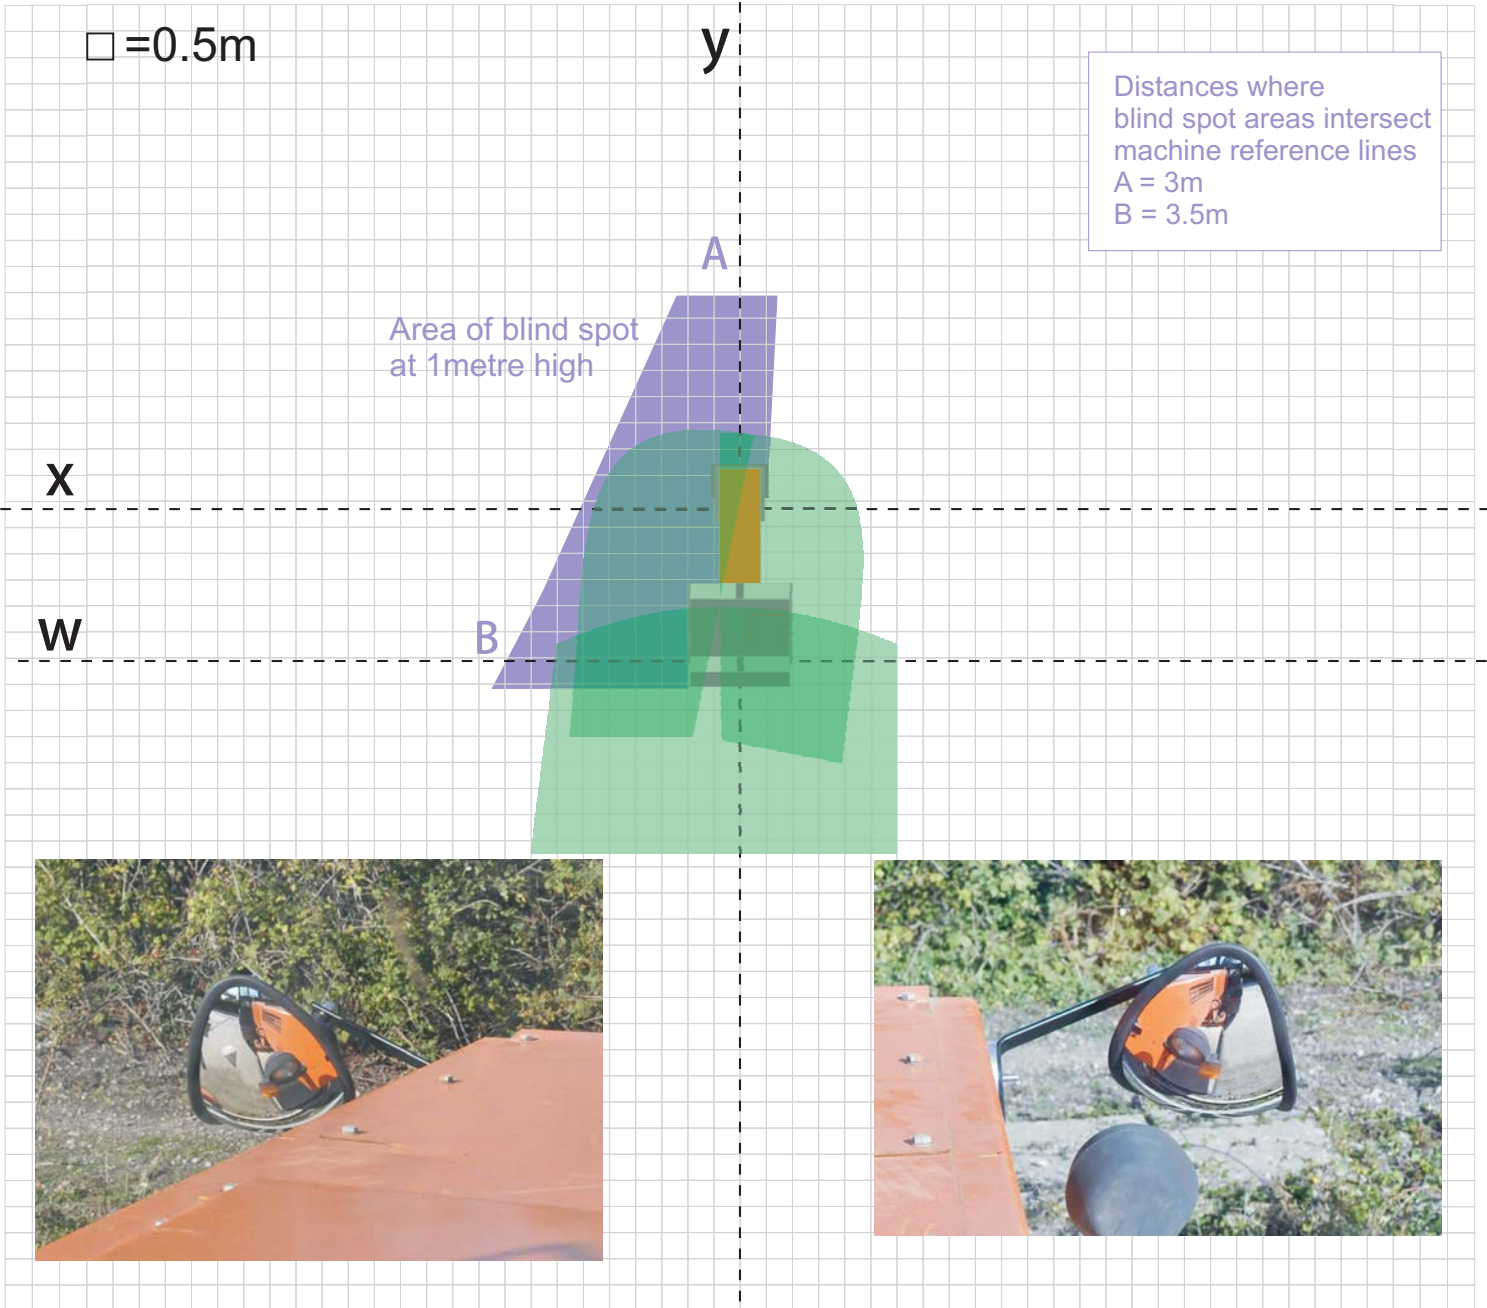 □ =0.5m
y
Distances where
blind spot areas intersect
machine reference lines
A = 3m
B = 3.5m
A
Area of blind spot
at 1metre high
X
W
B